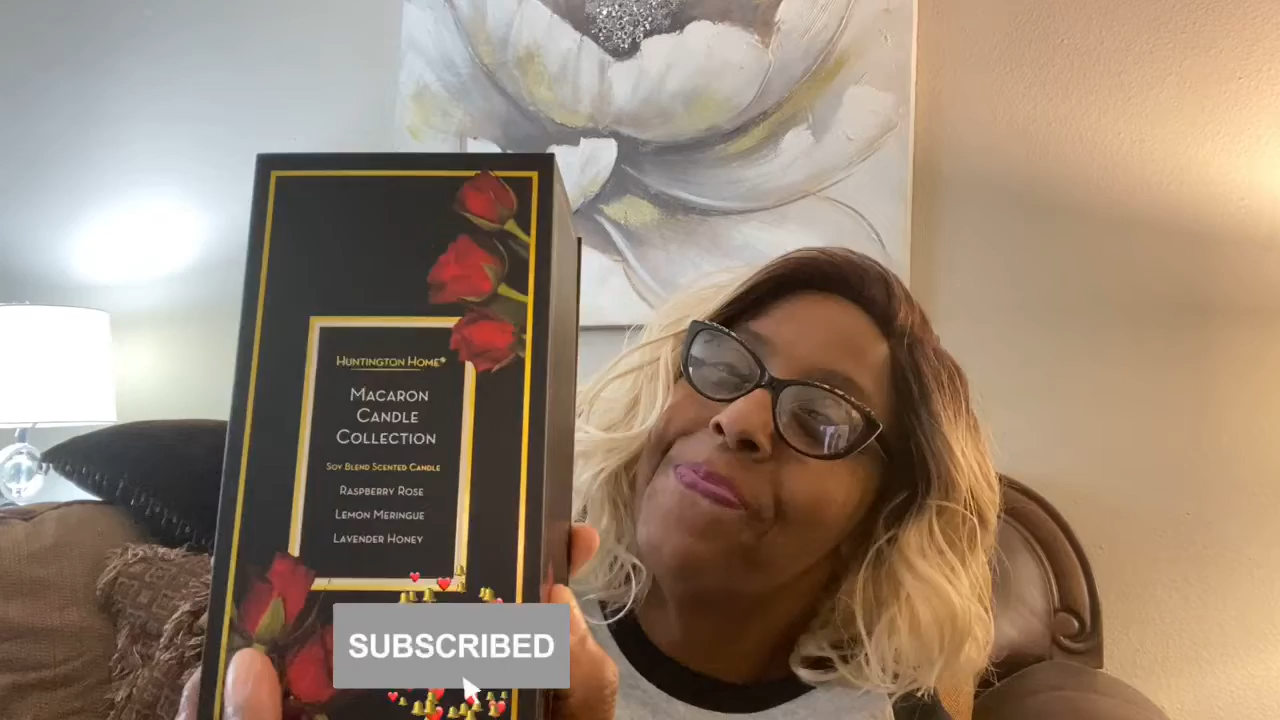 HUNTINGTON HOME®
MACARON
CANDLE
COLLECTION
SOY BLEND SCENTED CANDLE
RASPBERRY ROSE
LEMON MERINGUE
LAVENDER HONEY
SUBSCRIBED